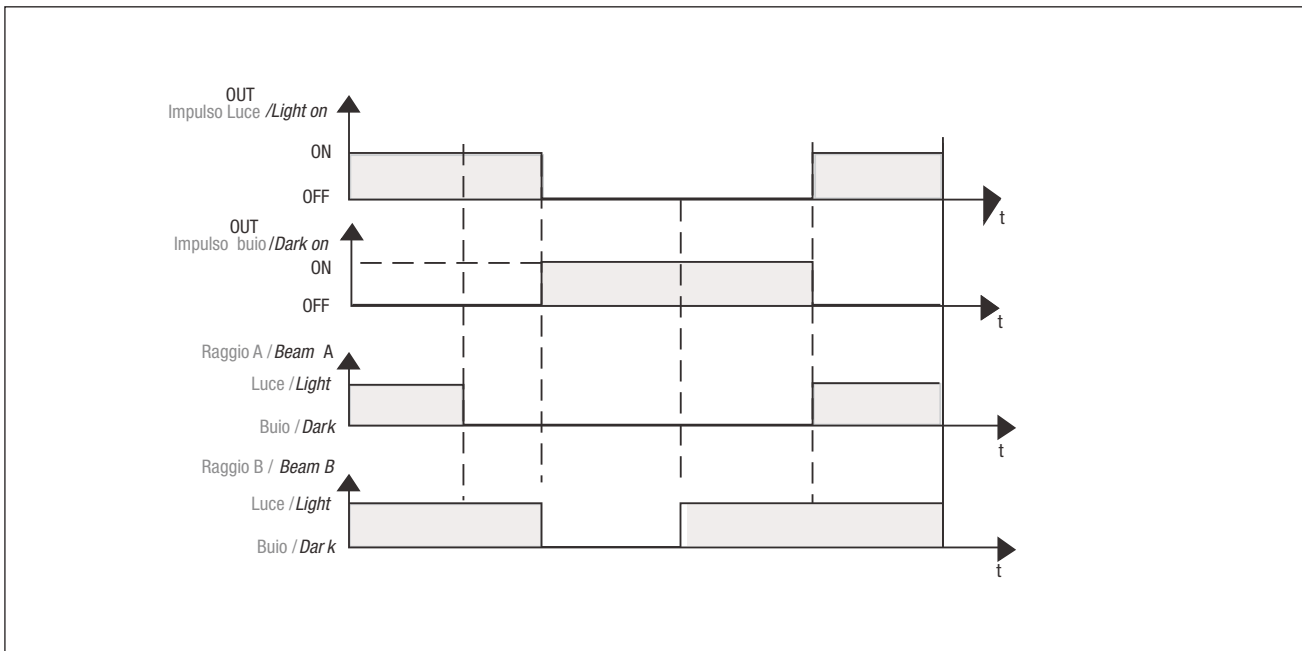 OUT
Impulso Luce /Light on
ON
OFF
t
OUT
Impulso buio/Dark on
ON
OFF
t
Raggio A / Beam A
Luce /Light
Buio / Dark
t
Raggio B / Beam B
Luce /Light
Buio /Dark
t